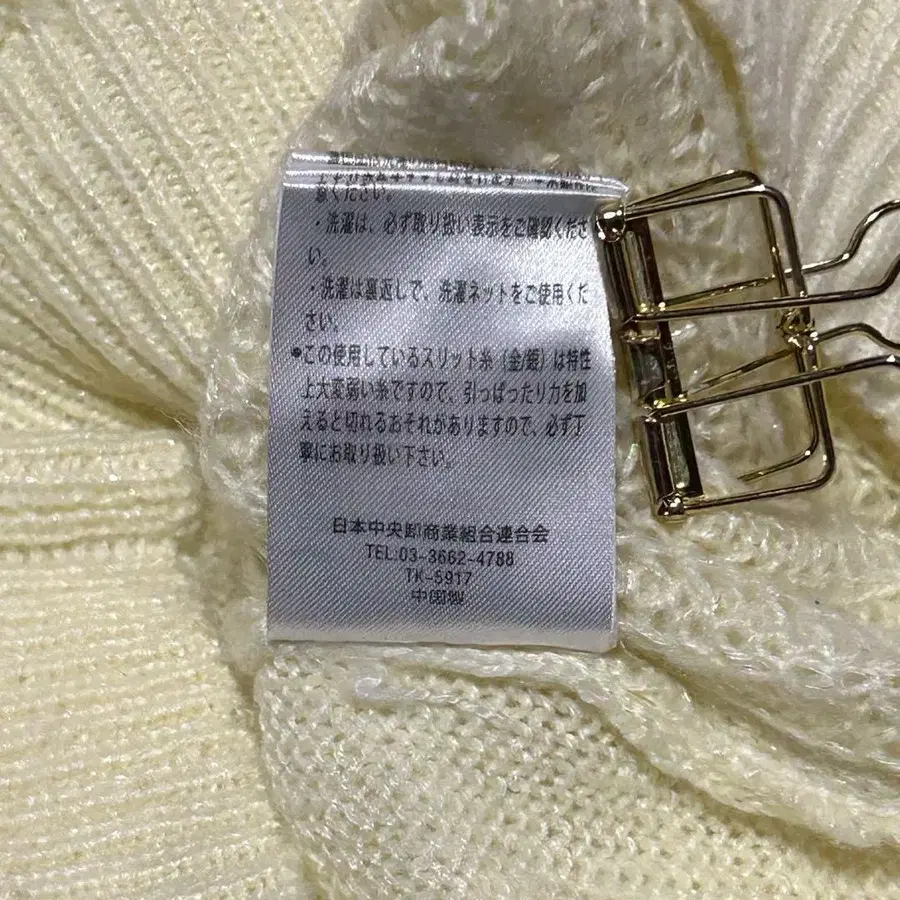 意ください。
・洗濯は、必ず取り扱い表示をご確認くださ
い。
・洗濯は裏返しで、洗濯ネットをご使用くだ
さい。
●この使用しているスリット糸(金/銀)は特性
上大変弱い糸ですので、引っぱったり力を加
えると切れるおそれがありますので、必ず丁
寧にお取り扱い下さい。
日本中央卸商業組合連合会
TEL:03-3662-4788
TK-5917
中国製